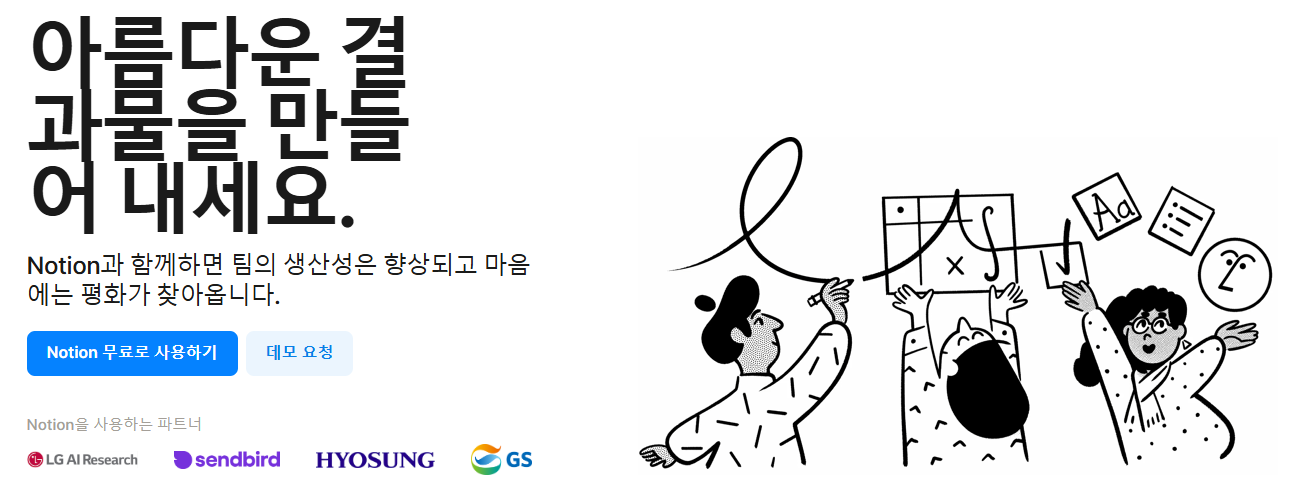 아름다운 결
과물을 만들
어 내세요.
Notion과 함께하면 팀의 생산성은 향상되고 마음
에는 평화가 찾아옵니다.
Notion 무료로 사용하기
데모 요청
Notion을 사용하는 파트너
LG AI Research
sendbird
HYOSUNG
GS
Aa